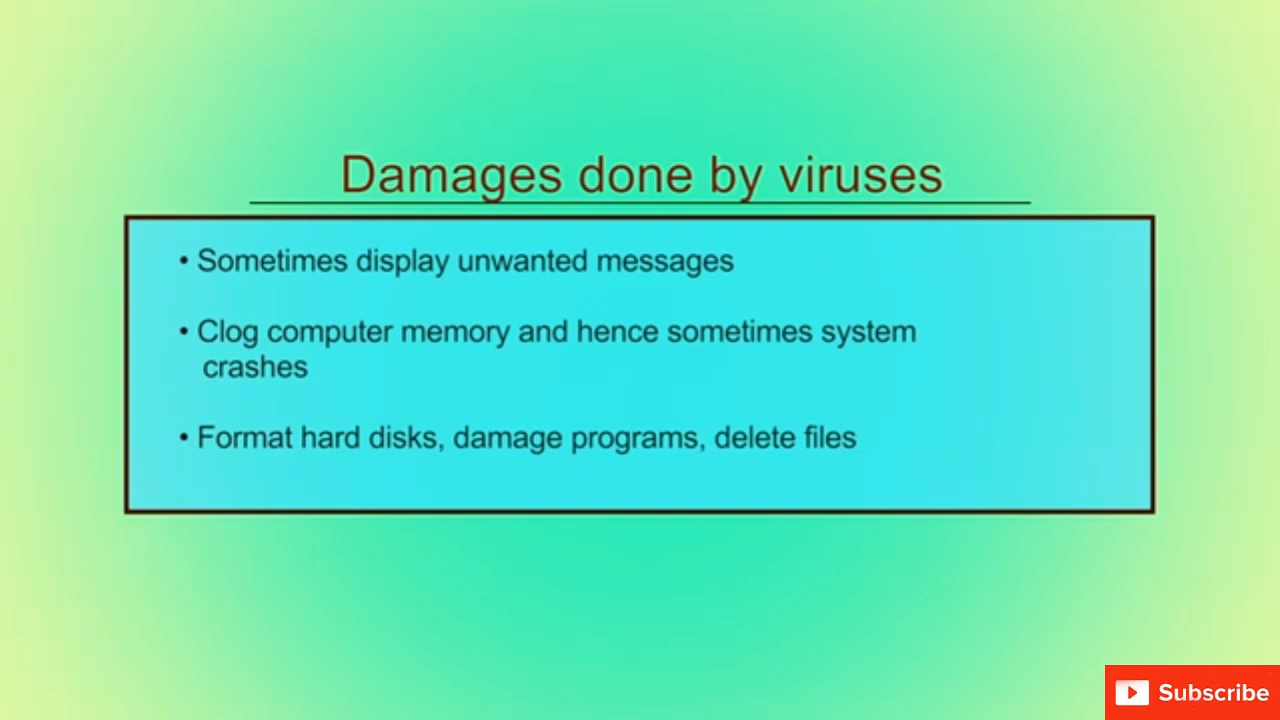 Damages done by viruses
• Sometimes display unwanted messages
• Clog computer memory and hence sometimes system
crashes
• Format hard disks, damage programs, delete files
Subscribe